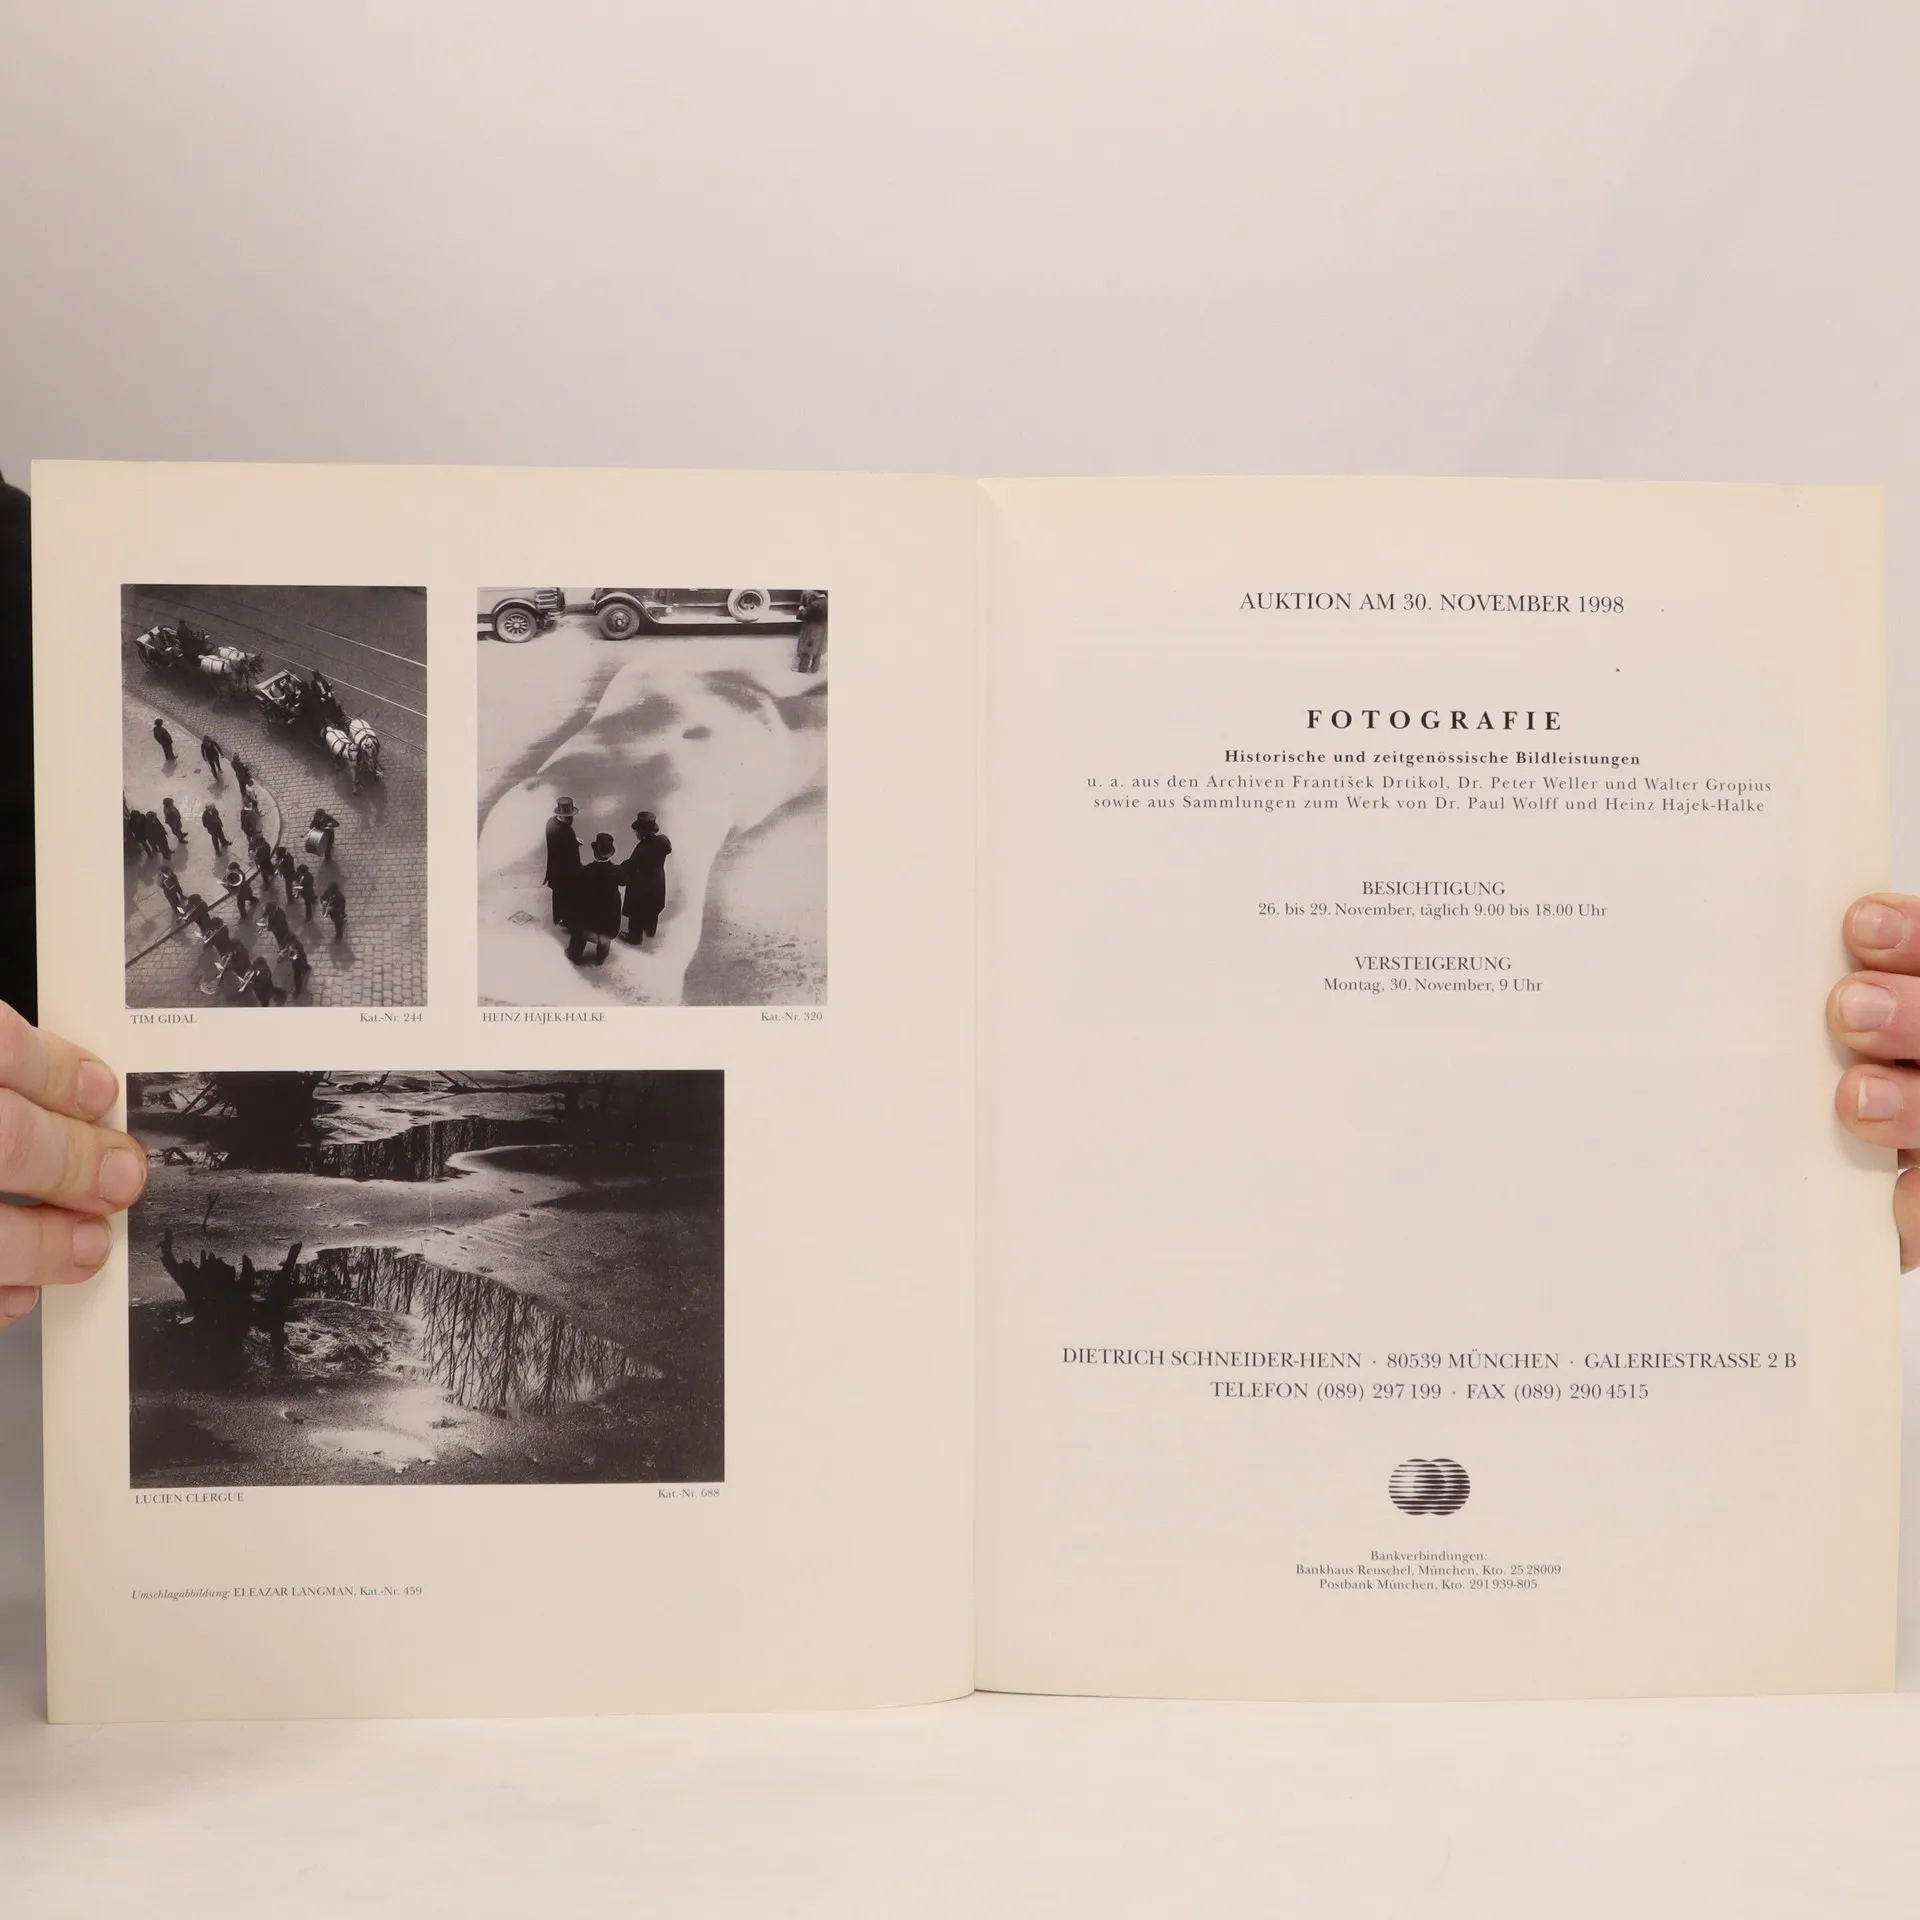 TIM GIDAL Kat.-Nr. 244
HEINZ HAJEK-HALKE Kat.-Nr. 320
LUCIEN CLERGUE Kat.-Nr. 688
Umschlagabbildung: ELEAZAR LANGMAN, Kat.-Nr. 459
AUKTION AM 30. NOVEMBER 1998
FOTOGRAFIE
Historische und zeitgenössische Bildleistungen
u. a. aus den Archiven František Drtikol, Dr. Peter Weller und Walter Gropius
sowie aus Sammlungen zum Werk von Dr. Paul Wolff und Heinz Hajek-Halke
BESICHTIGUNG
26. bis 29. November, täglich 9.00 bis 18.00 Uhr
VERSTEIGERUNG
Montag, 30. November, 9 Uhr
DIETRICH SCHNEIDER-HENN · 80539 MÜNCHEN · GALERIESTRASSE 2 B
TELEFON (089) 297 199 · FAX (089) 290 4515
Bankverbindungen:
Bankhaus Reuschel, München, Kto. 25 28009
Postbank München, Kto. 291 939-805